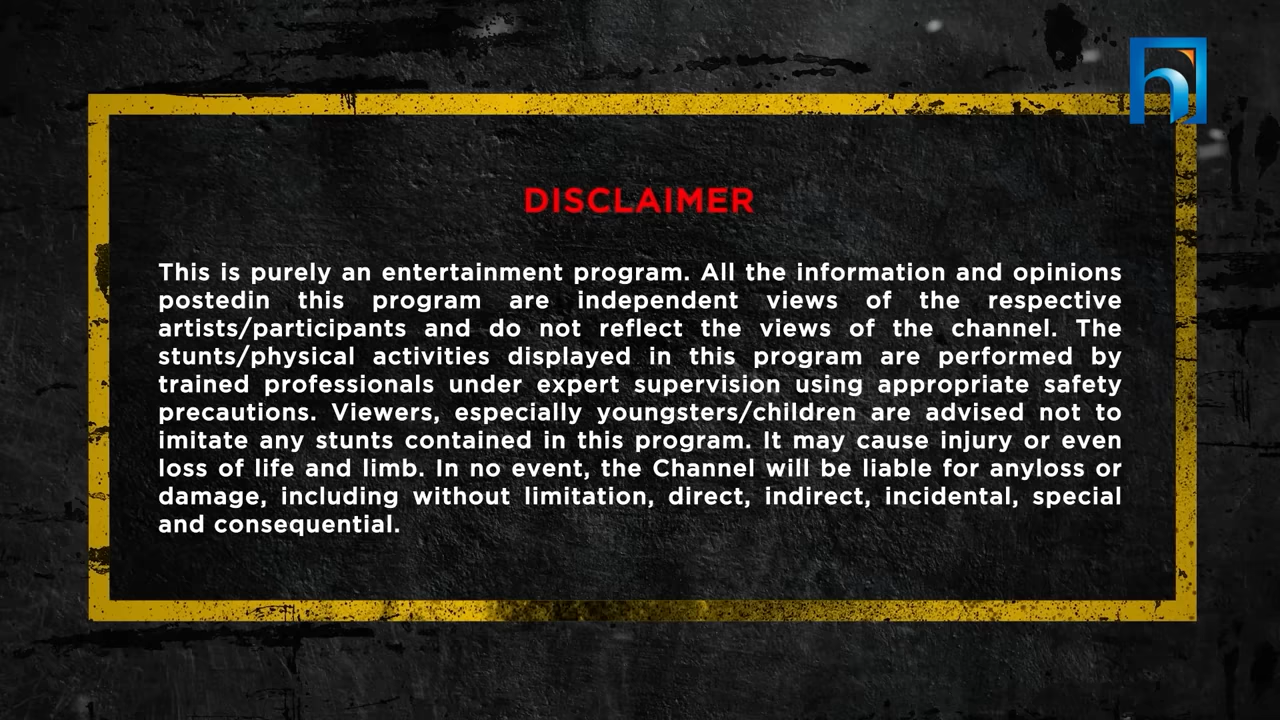 DISCLAIMER
This is purely an entertainment program. All the information and opinions
postedin this program are independent views of the respective
artists/participants and do not reflect the views of the channel. The
stunts/physical activities displayed in this program are performed by
trained professionals under expert supervision using appropriate safety
precautions. Viewers, especially youngsters/children are advised not to
imitate any stunts contained in this program. It may cause injury or even
loss of life and limb. In no event, the Channel will be liable for anyloss or
damage, including without limitation, direct, indirect, incidental, special
and consequential.